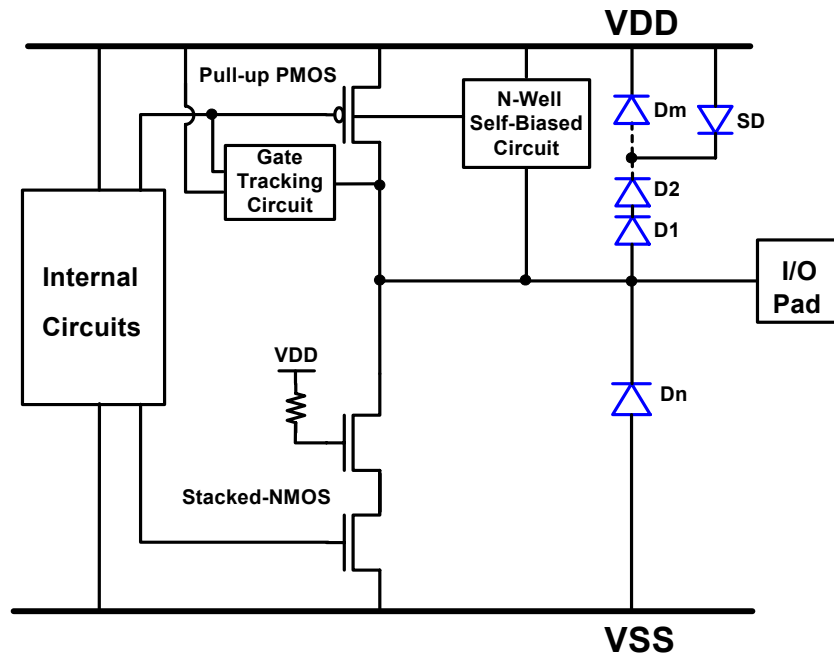 VDD
Pull-up PMOS
N-Well
Self-Biased
Circuit
Dm
SD
Gate
Tracking
Circuit
D2
D1
Internal
Circuits
I/O
Pad
VDD
Dn
Stacked-NMOS
VSS